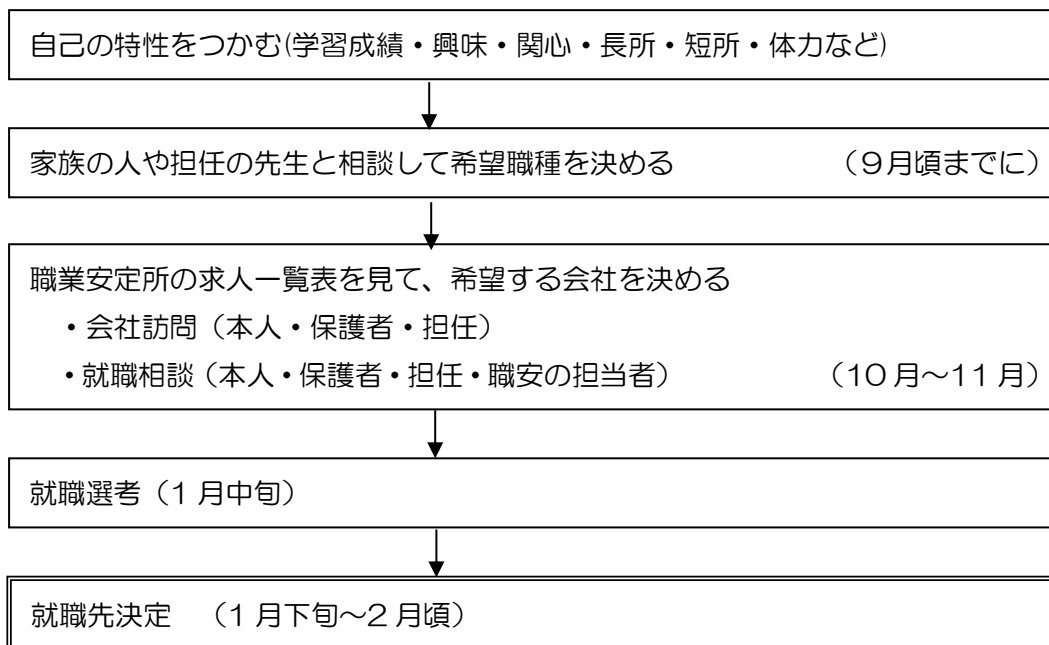 自己の特性をつかむ(学習成績・興味・関心・長所・短所・体力など)
家族の人や担任の先生と相談して希望職種を決める （９月頃までに）
職業安定所の求人一覧表を見て、希望する会社を決める
・会社訪問（本人・保護者・担任）
・就職相談（本人・保護者・担任・職安の担当者） （10 月～11 月）
就職選考（1 月中旬）
就職先決定 （1 月下旬～2 月頃）